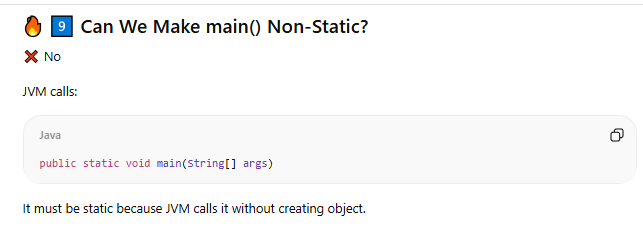 🔥 9️⃣ Can We Make main() Non-Static?
❌ No
JVM calls:
Java
public static void main(String[] args)
It must be static because JVM calls it without creating object.